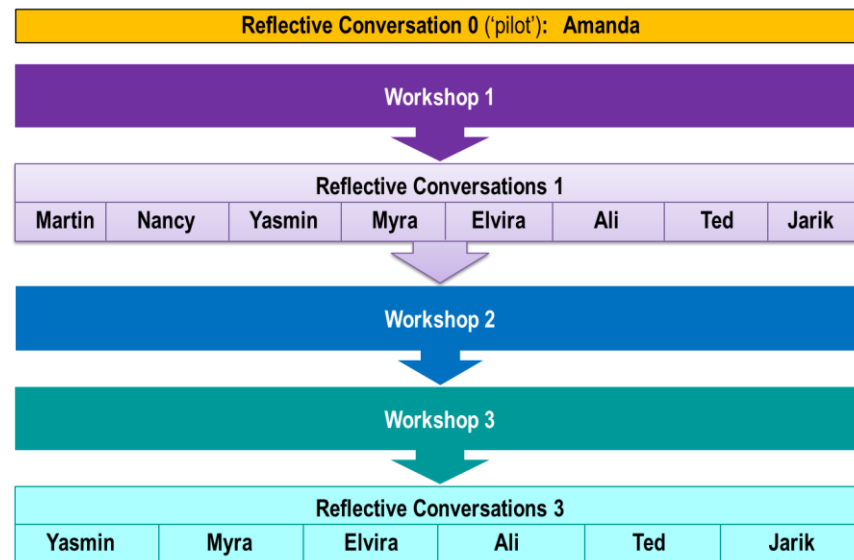 Reflective Conversation 0 (‘pilot’): Amanda
Workshop 1
Reflective Conversations 1
Martin Nancy Yasmin Myra Elvira Ali Ted Jarik
Workshop 2
Workshop 3
Reflective Conversations 3
Yasmin Myra Elvira Ali Ted Jarik